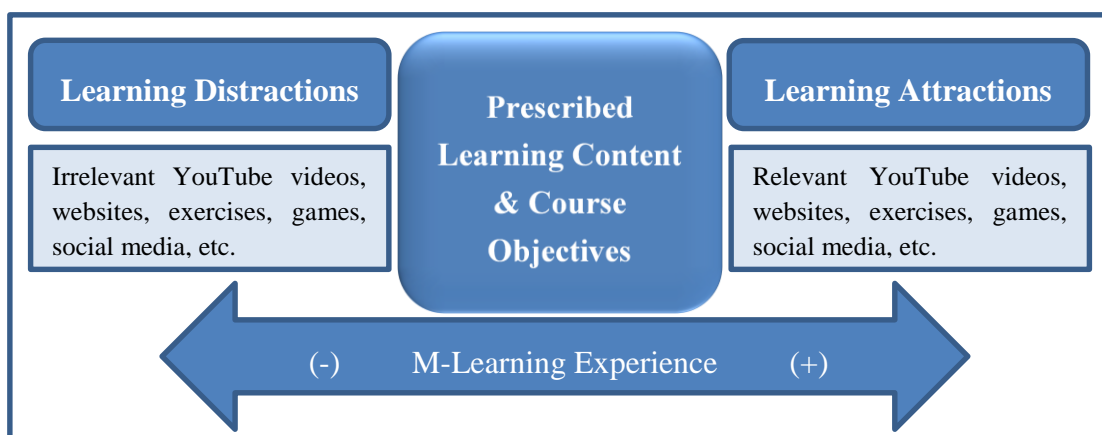 Learning Distractions
Irrelevant YouTube videos,
websites, exercises, games,
social media, etc.
Prescribed
Learning Content
& Course
Objectives
Learning Attractions
Relevant YouTube videos,
websites, exercises, games,
social media, etc.
(-) M-Learning Experience (+)